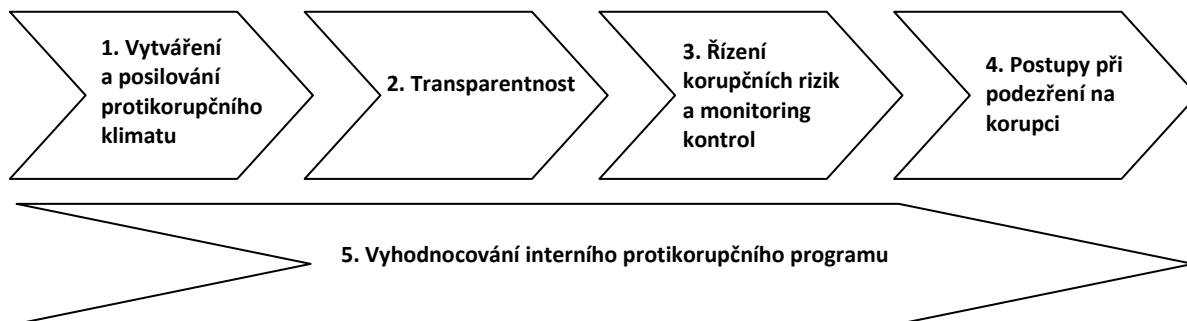 1. Vytváření
a posilování
protikorupčního
klimatu
2. Transparentnost
3. Řízení
korupčních rizik
a monitoring
kontrol
4. Postupy při
podezření na
korupci
5. Vyhodnocování interního protikorupčního programu